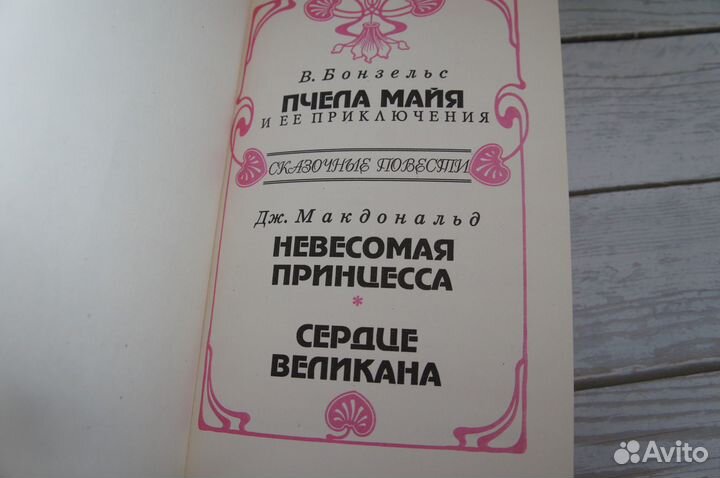 В. Бонзельс
ПЧЕЛА МАЙЯ
И ЕЕ ПРИКЛЮЧЕНИЯ
СКАЗОЧНЫЕ ПОВЕСТИ
Дж. Макдональд
НЕВЕСОМАЯ
ПРИНЦЕССА
*
СЕРДЦЕ
ВЕЛИКАНА
Avito